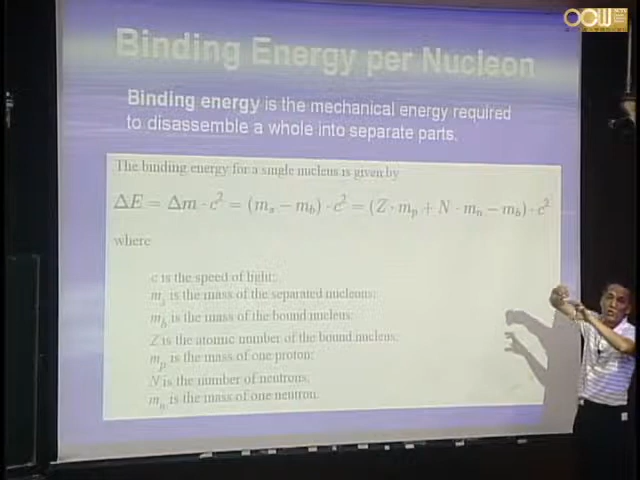 OCW
Binding Energy per Nucleon
Binding energy is the mechanical energy required
to disassemble a whole into separate parts.
The binding energy for a single nucleus is given by
ΔE = Δm · c² = (mₛ − m_b) · c² = (Z · m_p + N · m_n − m_b) · c²
where
c is the speed of light;
mₛ is the mass of the separated nucleons;
m_b is the mass of the bound nucleus;
Z is the atomic number of the bound nucleus;
m_p is the mass of one proton;
N is the number of neutrons;
m_n is the mass of one neutron.